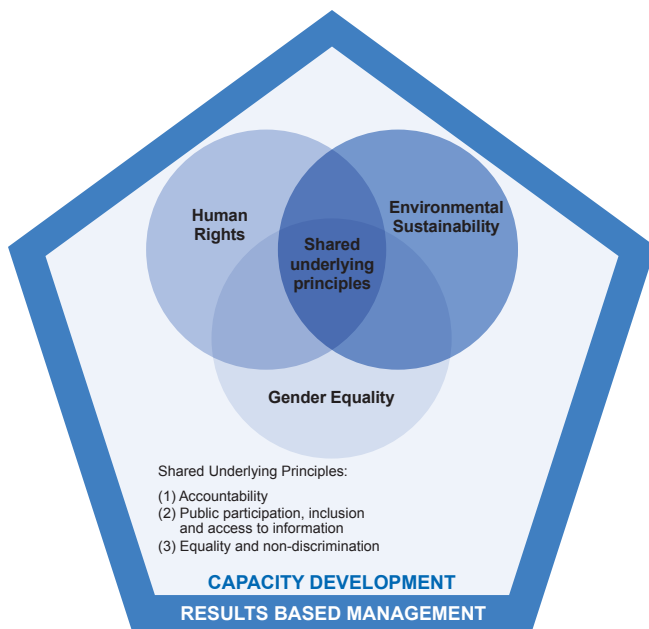 Human
Rights
Environmental
Sustainability
Shared
underlying
principles
Gender Equality
Shared Underlying Principles:
(1) Accountability
(2) Public participation, inclusion
and access to information
(3) Equality and non-discrimination
CAPACITY DEVELOPMENT
RESULTS BASED MANAGEMENT